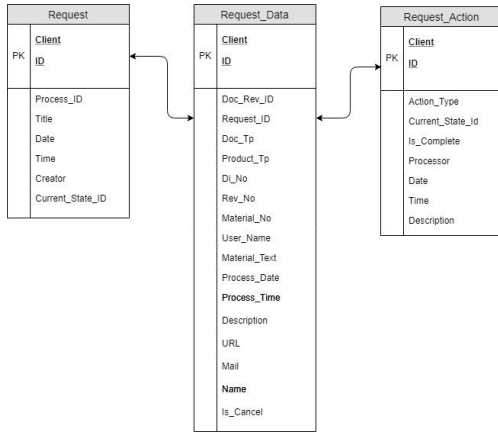 Request
Client
PK
ID
Process_ID
Title
Date
Time
Creator
Current_State_ID
Request_Data
Client
PK
ID
Doc_Rev_ID
Request_ID
Doc_Tp
Product_Tp
Di_No
Rev_No
Material_No
User_Name
Material_Text
Process_Date
Process_Time
Description
URL
Mail
Name
Is_Cancel
Request_Action
Client
PK
ID
Action_Type
Current_State_Id
Is_Complete
Processor
Date
Time
Description